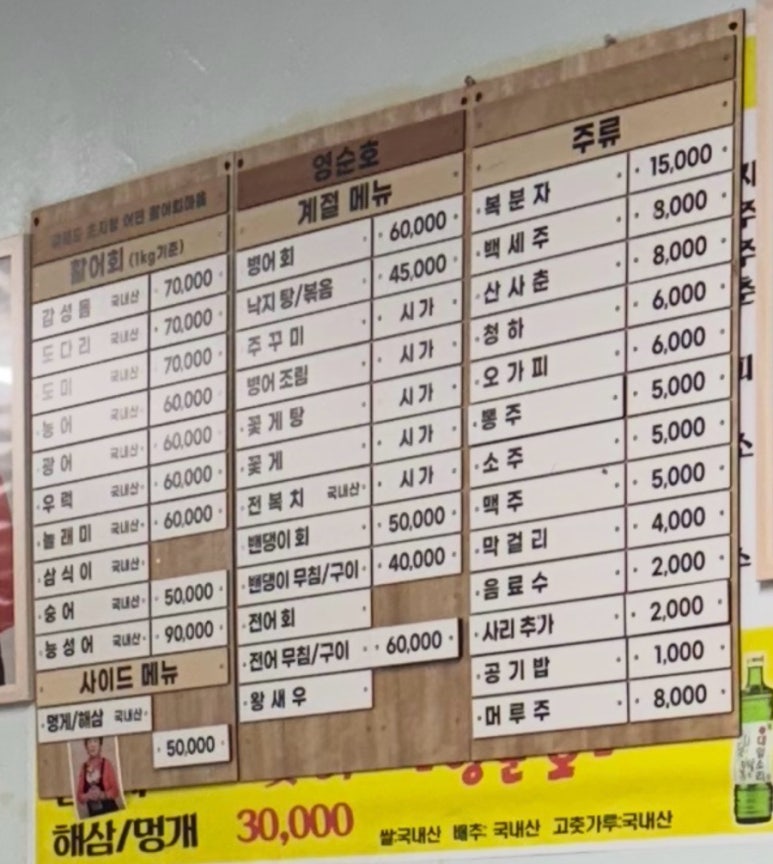 활어회 (1kg기준)
감성돔 국내산 70,000
도다리 국내산 70,000
도미 국내산 70,000
농어 국내산 60,000
광어 국내산 60,000
우럭 국내산 60,000
놀래미 국내산 60,000
삼식이 국내산
숭어 국내산 50,000
능성어 국내산 90,000
사이드 메뉴
멍게/해삼 국내산
50,000
영순호
계절 메뉴
병어회 60,000
낙지탕/볶음 45,000
주꾸미 시가
병어조림 시가
꽃게탕 시가
꽃게 시가
전복치 국내산 시가
밴댕이회 50,000
밴댕이무침/구이 40,000
전어회
전어무침/구이 60,000
왕새우
주류
복분자 15,000
백세주 8,000
산사춘 8,000
청하 6,000
오가피 6,000
뽕주 5,000
소주 5,000
맥주 5,000
막걸리 4,000
음료수 2,000
사리추가 2,000
공기밥 1,000
머루주 8,000
해삼/멍개 30,000 쌀:국내산 배추: 국내산 고춧가루:국내산